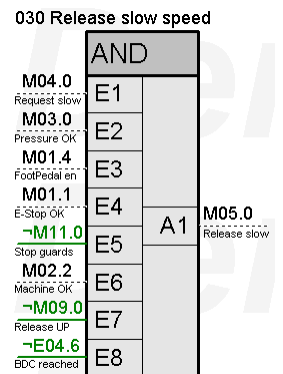 030 Release slow speed
AND
M04.0 E1
Request slow
M03.0 E2
Pressure OK
M01.4 E3
FootPedal en
M01.1 E4
E-Stop OK
A1 M05.0
Release slow
¬M11.0 E5
Stop guards
M02.2 E6
Machine OK
¬M09.0 E7
Release UP
¬E04.6 E8
BDC reached